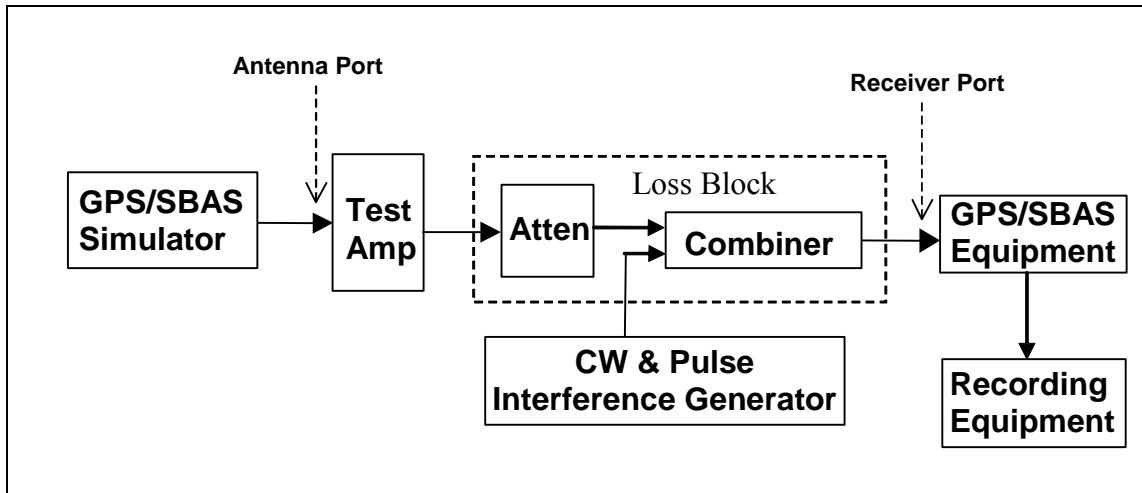 Antenna Port
Receiver Port
Loss Block
GPS/SBAS
Simulator
Test
Amp
Atten
Combiner
GPS/SBAS
Equipment
CW & Pulse
Interference Generator
Recording
Equipment